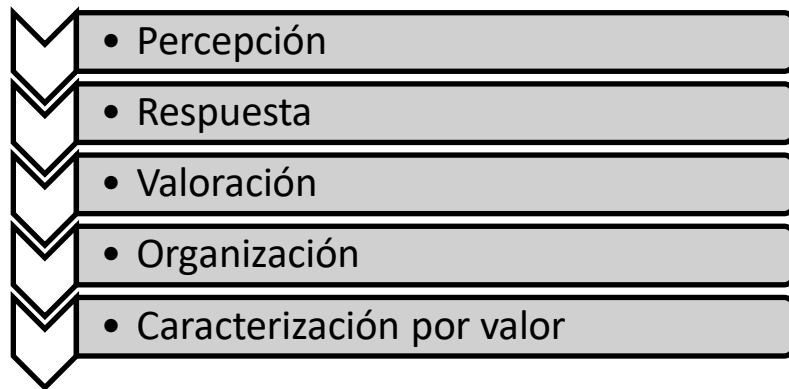 • Percepción
• Respuesta
• Valoración
• Organización
• Caracterización por valor